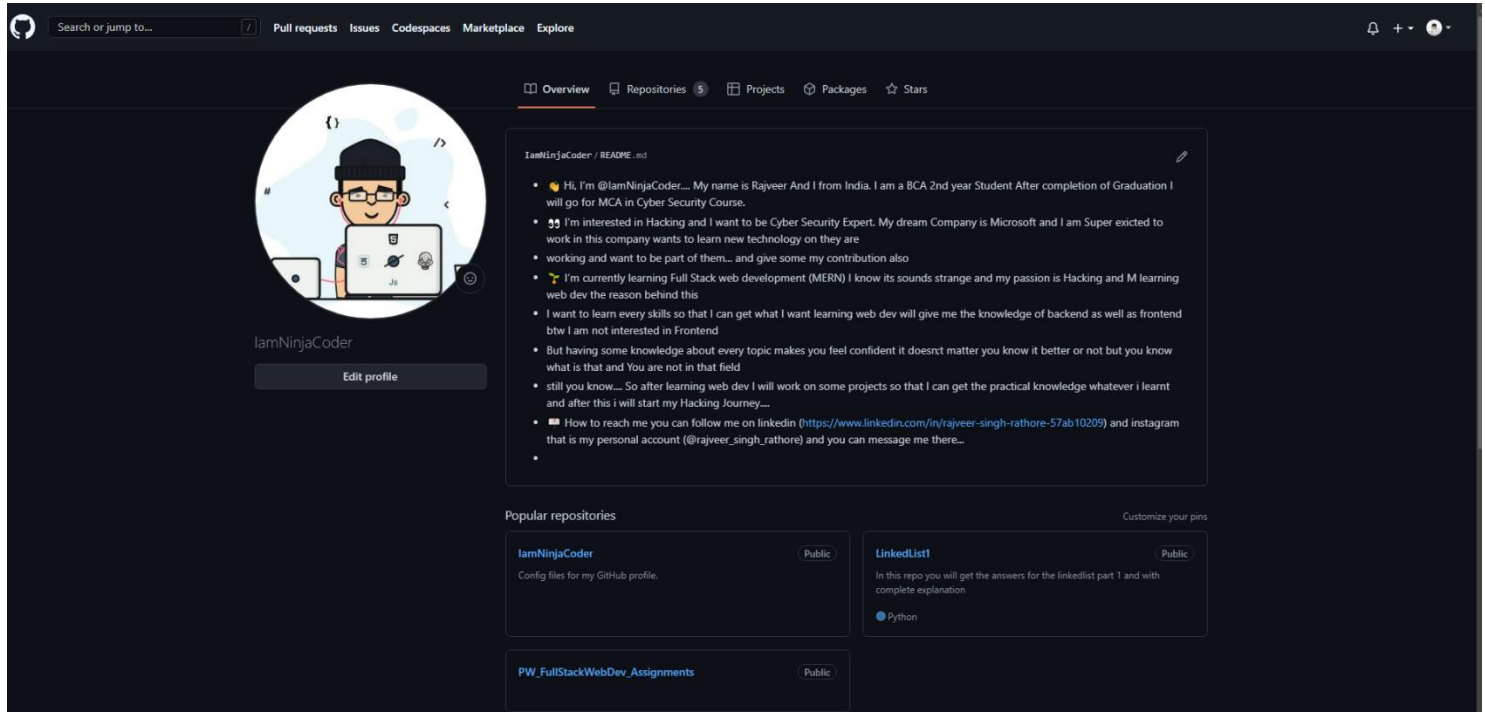 Search or jump to... /
Pull requests Issues Codespaces Marketplace Explore
Overview Repositories 5 Projects Packages Stars
{}
/>
#
<
5
3
Js
IamNinjaCoder
Edit profile
IamNinjaCoder / README.md
👋 Hi, I'm @IamNinjaCoder.... My name is Rajveer And I from India. I am a BCA 2nd year Student After completion of Graduation I
will go for MCA in Cyber Security Course.
👀 I'm interested in Hacking and I want to be Cyber Security Expert. My dream Company is Microsoft and I am Super exicted to
work in this company wants to learn new technology on they are
working and want to be part of them... and give some my contribution also
🌱 I'm currently learning Full Stack web development (MERN) I know its sounds strange and my passion is Hacking and M learning
web dev the reason behind this
I want to learn every skills so that I can get what I want learning web dev will give me the knowledge of backend as well as frontend
btw I am not interested in Frontend
But having some knowledge about every topic makes you feel confident it doesn;t matter you know it better or not but you know
what is that and You are not in that field
still you know.... So after learning web dev I will work on some projects so that I can get the practical knowledge whatever i learnt
and after this i will start my Hacking Journey....
How to reach me you can follow me on linkedin (https://www.linkedin.com/in/rajveer-singh-rathore-57ab10209) and instagram
that is my personal account (@rajveer_singh_rathore) and you can message me there...
Popular repositories
Customize your pins
IamNinjaCoder Public
Config files for my GitHub profile.
LinkedList1 Public
In this repo you will get the answers for the linkedlist part 1 and with
complete explanation
Python
PW_FullStackWebDev_Assignments Public